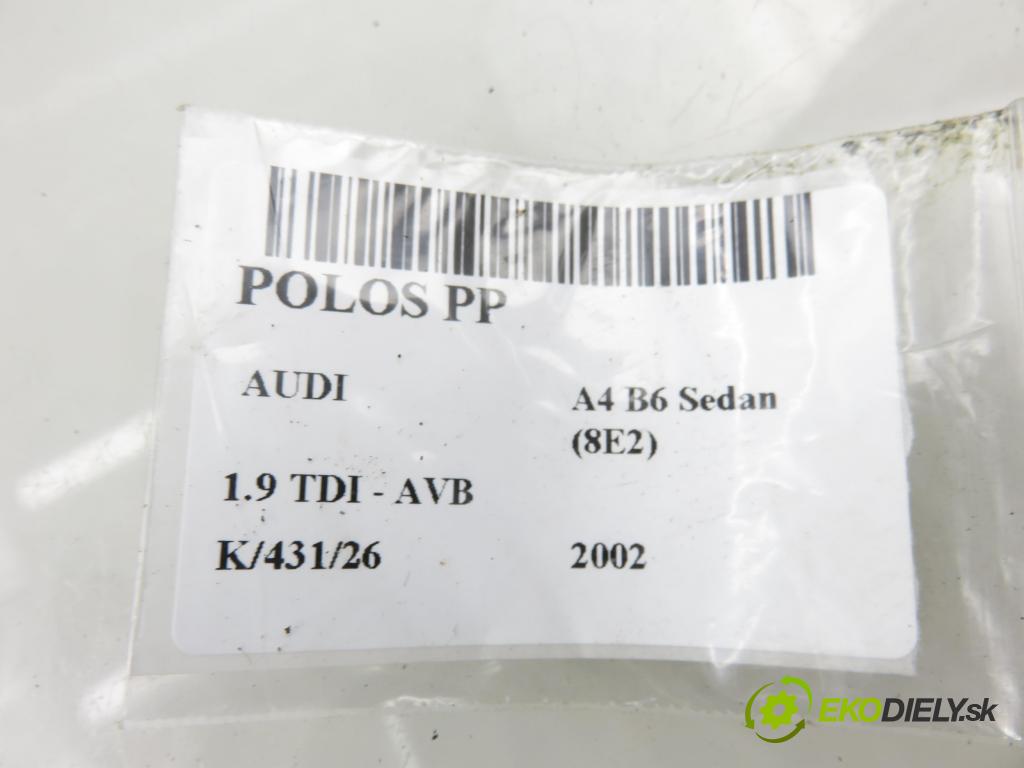 POLOS PP
AUDI
A4 B6 Sedan
(8E2)
1.9 TDI - AVB
K/431/26
2002
EKODIELY.sk